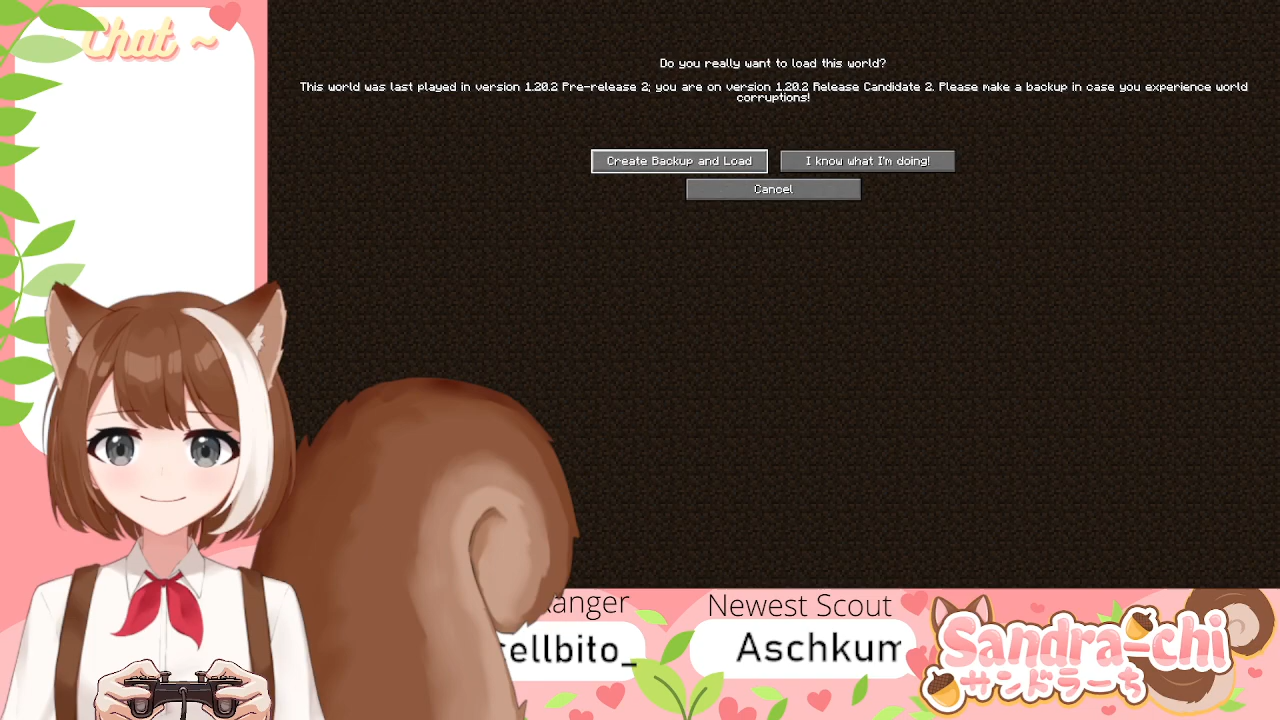 Chat ~
Do you really want to load this world?
This world was last played in version 1.20.2 Pre-release 2; you are on version 1.20.2 Release Candidate 2. Please make a backup in case you experience world
corruptions!
Create Backup and Load
I know what I'm doing!
Cancel
anger
ellbito_
Newest Scout
Aschkum
Sandra-chi
サンドラーち